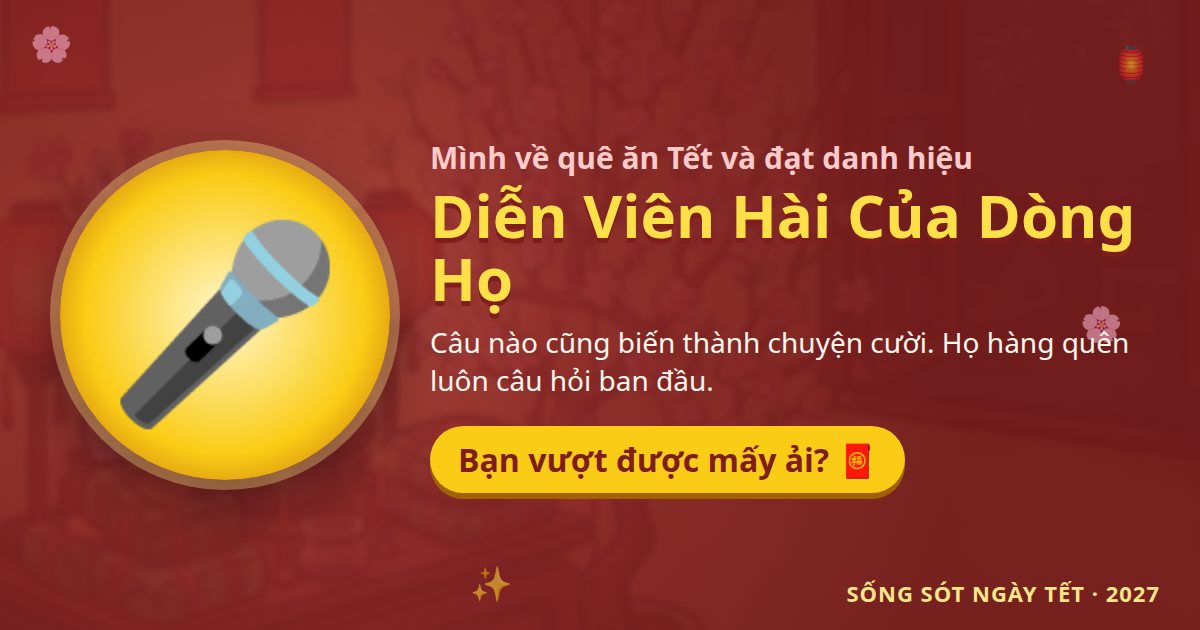 Mình về quê ăn Tết và đạt danh hiệu
Diễn Viên Hài Của Dòng
Họ
Câu nào cũng biến thành chuyện cười. Họ hàng quên
luôn câu hỏi ban đầu.
Bạn vượt được mấy ải? 🧧
SỐNG SÓT NGÀY TẾT · 2027